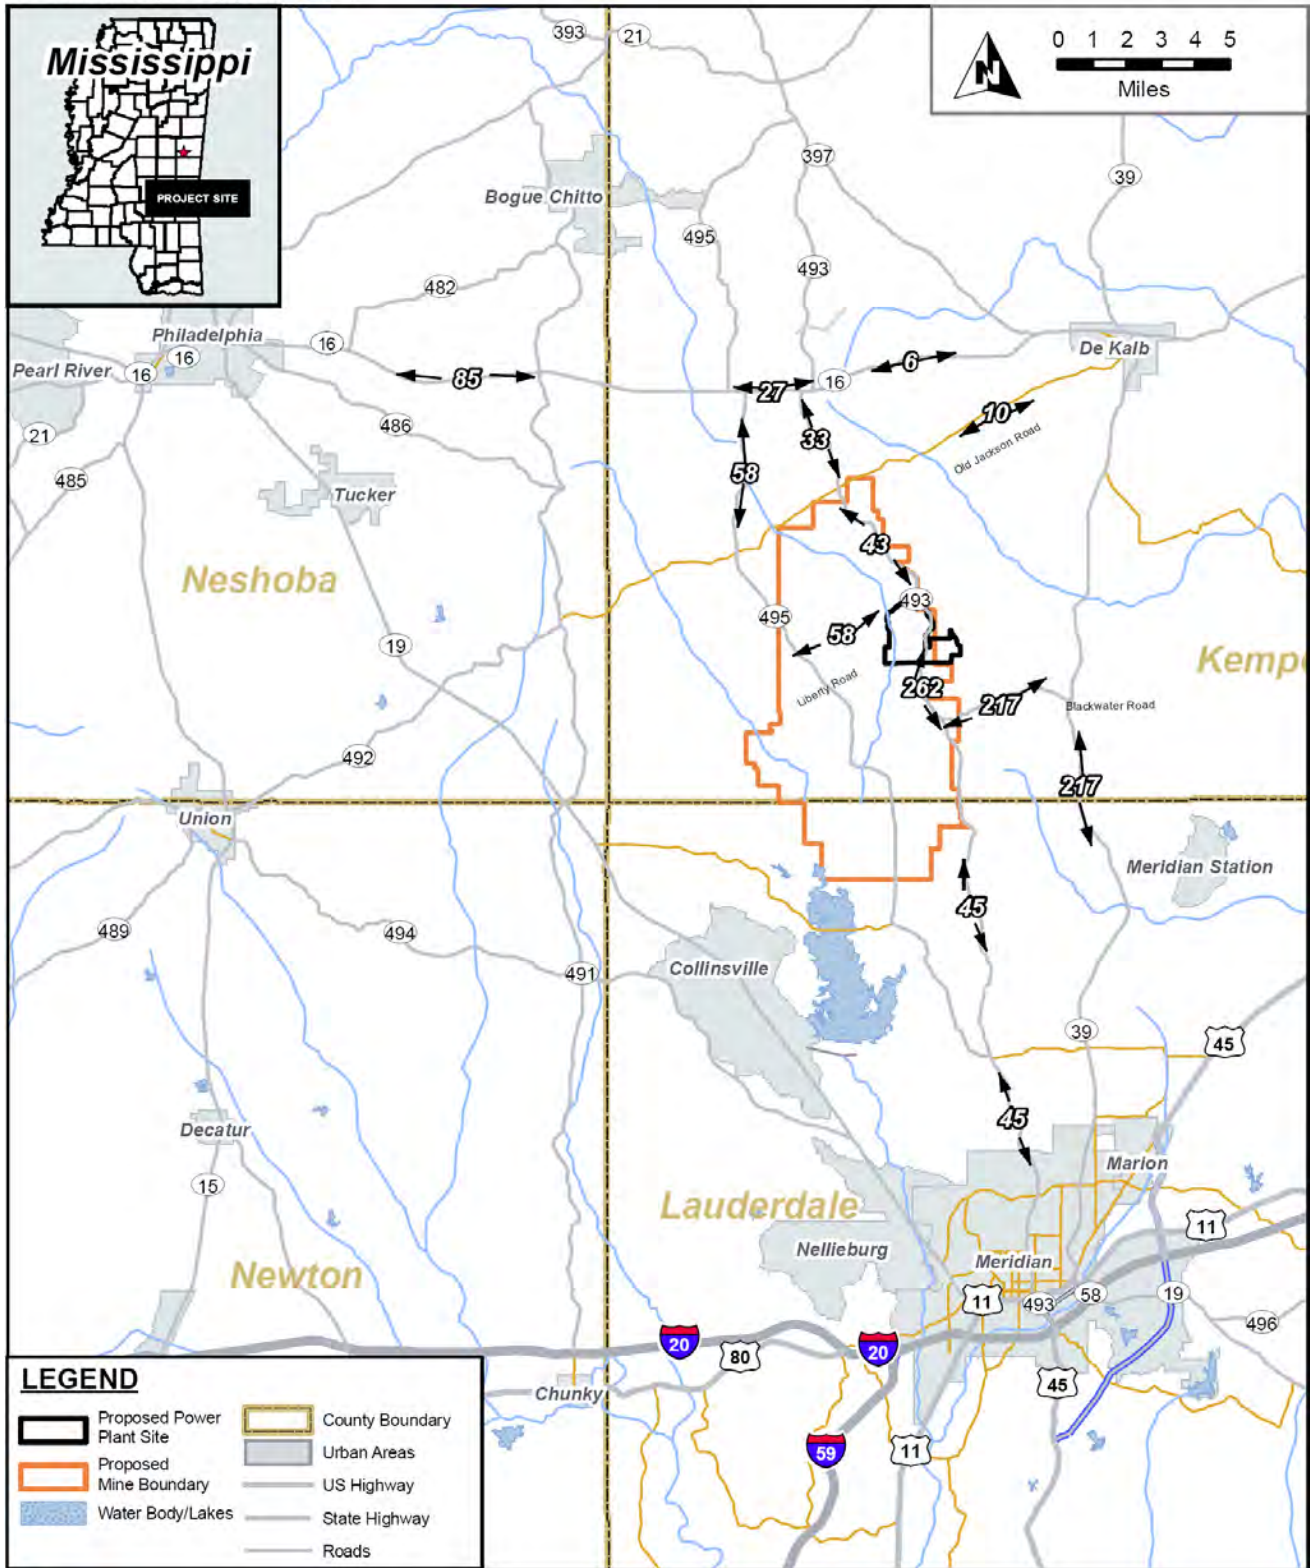 Mississippi
PROJECT SITE
N
0 1 2 3 4 5
Miles
393
21
397
39
Bogue Chitto
495
493
482
Philadelphia
16
16
16
Pearl River
De Kalb
85
27
16
6
10
Old Jackson Road
21
486
33
485
58
Tucker
43
Neshoba
493
495
58
19
Kemp
Liberty Road
262
217
Blackwater Road
492
217
Union
Meridian Station
489
494
45
Collinsville
491
39
45
45
Decatur
Marion
15
Lauderdale
11
Nellieburg
Meridian
Newton
11
493
58
19
496
20
20
80
45
Chunky
59
11
LEGEND
Proposed Power
Plant Site
Proposed
Mine Boundary
Water Body/Lakes
County Boundary
Urban Areas
US Highway
State Highway
Roads